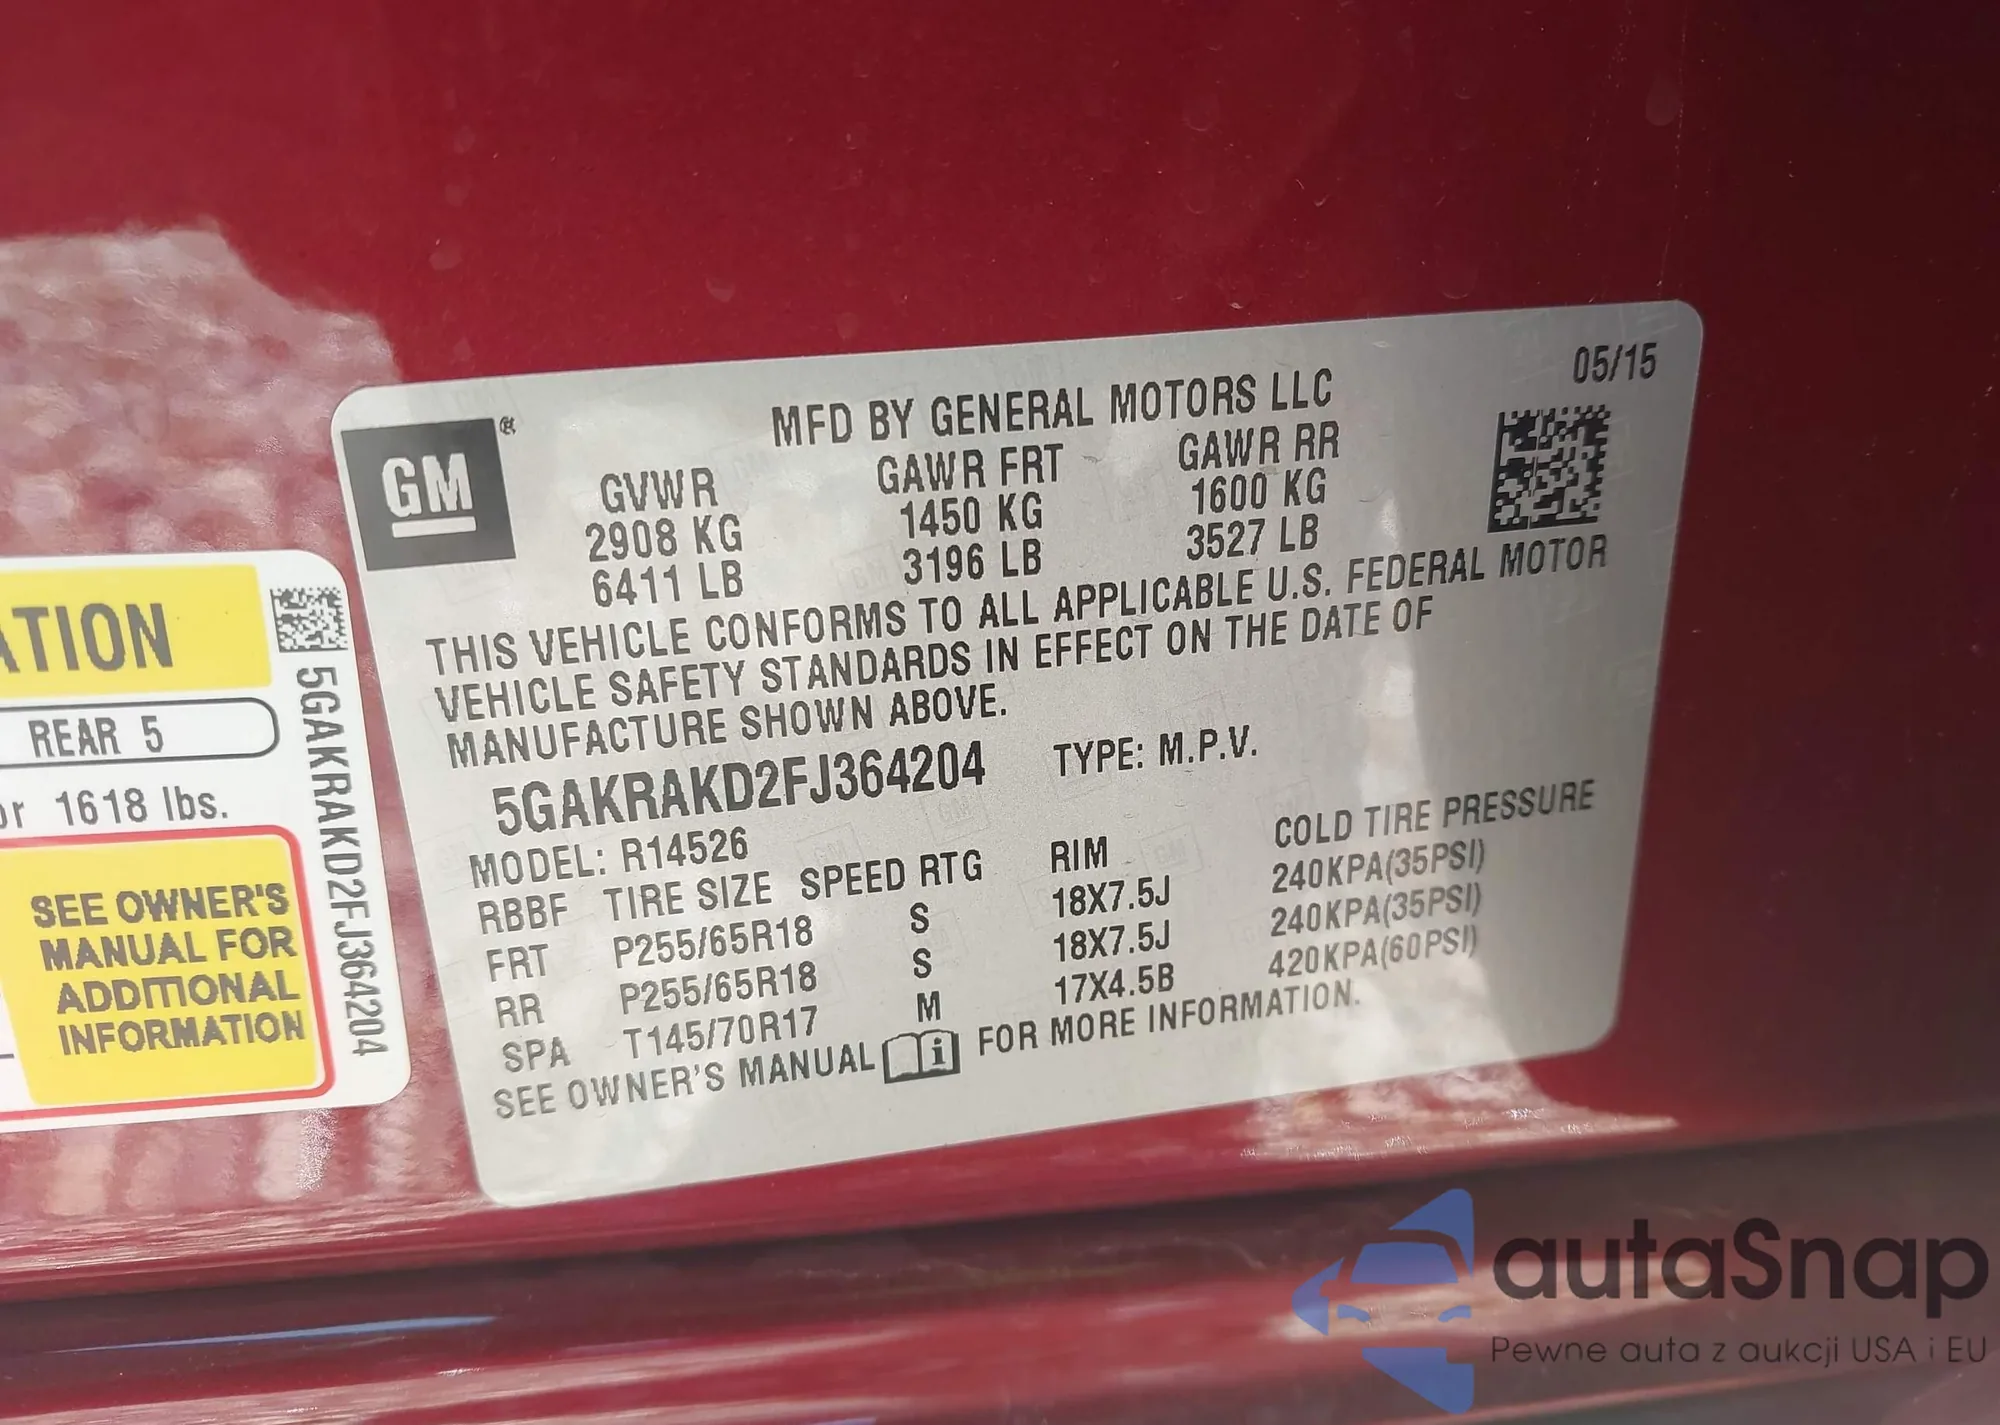 ATION
REAR 5
or 1618 lbs.
SEE OWNER'S
MANUAL FOR
ADDITIONAL
INFORMATION
5GAKRAKD2FJ364204
GM ®
MFD BY GENERAL MOTORS LLC
05/15
GVWR GAWR FRT GAWR RR
2908 KG 1450 KG 1600 KG
6411 LB 3196 LB 3527 LB
THIS VEHICLE CONFORMS TO ALL APPLICABLE U.S. FEDERAL MOTOR
VEHICLE SAFETY STANDARDS IN EFFECT ON THE DATE OF
MANUFACTURE SHOWN ABOVE.
5GAKRAKD2FJ364204 TYPE: M.P.V.
MODEL: R14526
RBBF TIRE SIZE SPEED RTG RIM COLD TIRE PRESSURE
FRT P255/65R18 S 18X7.5J 240KPA(35PSI)
RR P255/65R18 S 18X7.5J 240KPA(35PSI)
SPA T145/70R17 M 17X4.5B 420KPA(60PSI)
SEE OWNER'S MANUAL i FOR MORE INFORMATION.
autaSnap
Pewne auta z aukcji USA i EU